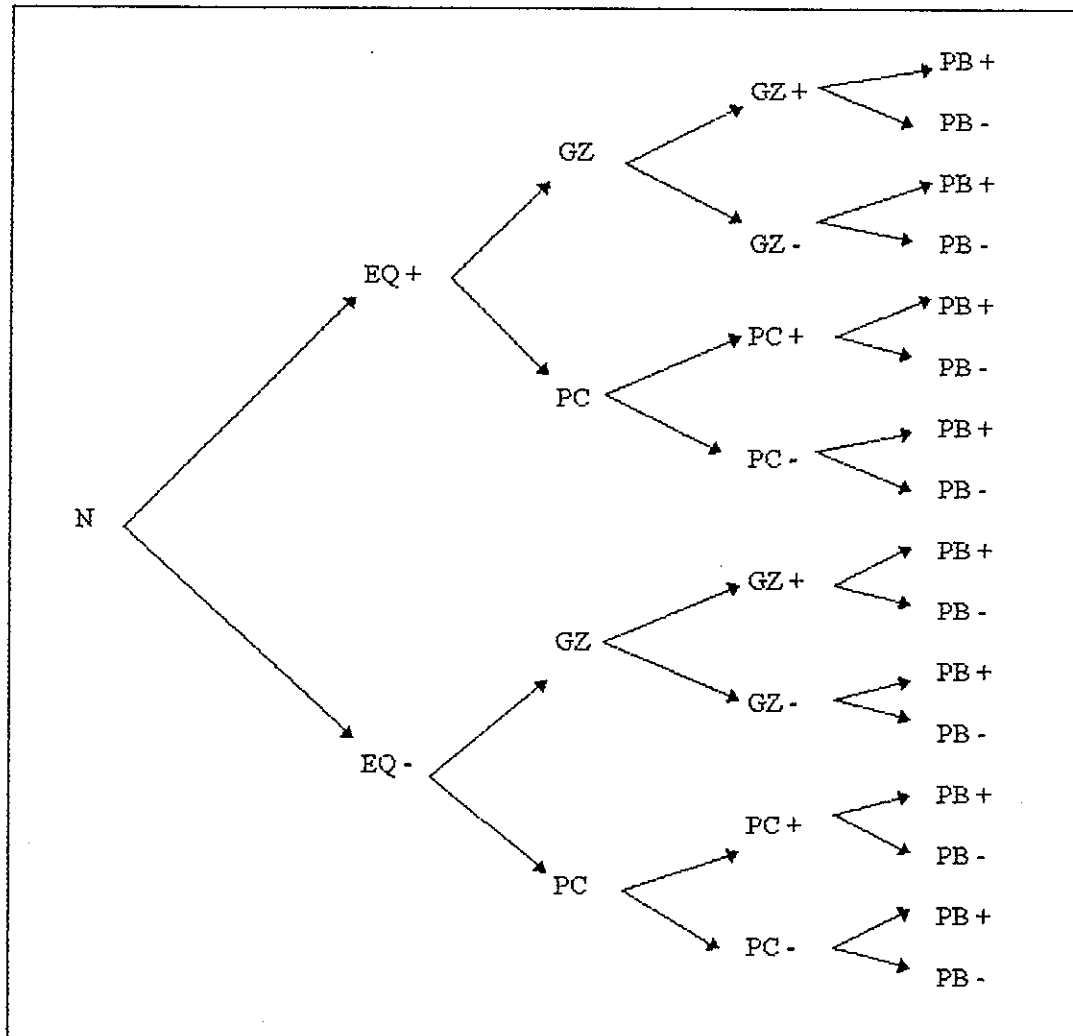 PB+
GZ+
PB-
GZ
PB+
GZ-
PB-
EQ+
PB+
PC+
PB-
PC
PB+
PC-
PB-
N
PB+
GZ+
PB-
GZ
PB+
GZ-
PB-
EQ-
PB+
PC+
PB-
PC
PB+
PC-
PB-